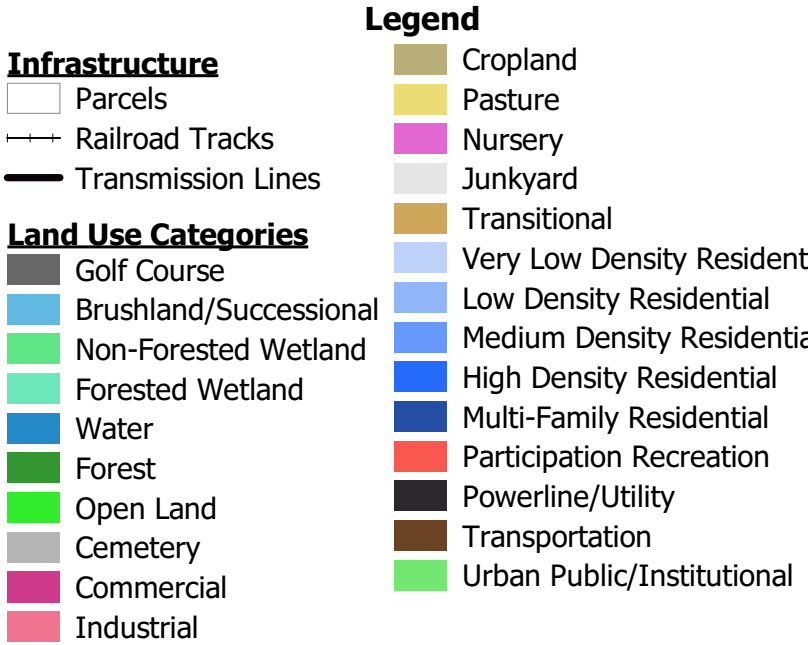 Legend
Infrastructure
Parcels
Railroad Tracks
Transmission Lines
Land Use Categories
Golf Course
Brushland/Successional
Non-Forested Wetland
Forested Wetland
Water
Forest
Open Land
Cemetery
Commercial
Industrial
Cropland
Pasture
Nursery
Junkyard
Transitional
Very Low Density Resident
Low Density Residential
Medium Density Residentia
High Density Residential
Multi-Family Residential
Participation Recreation
Powerline/Utility
Transportation
Urban Public/Institutional